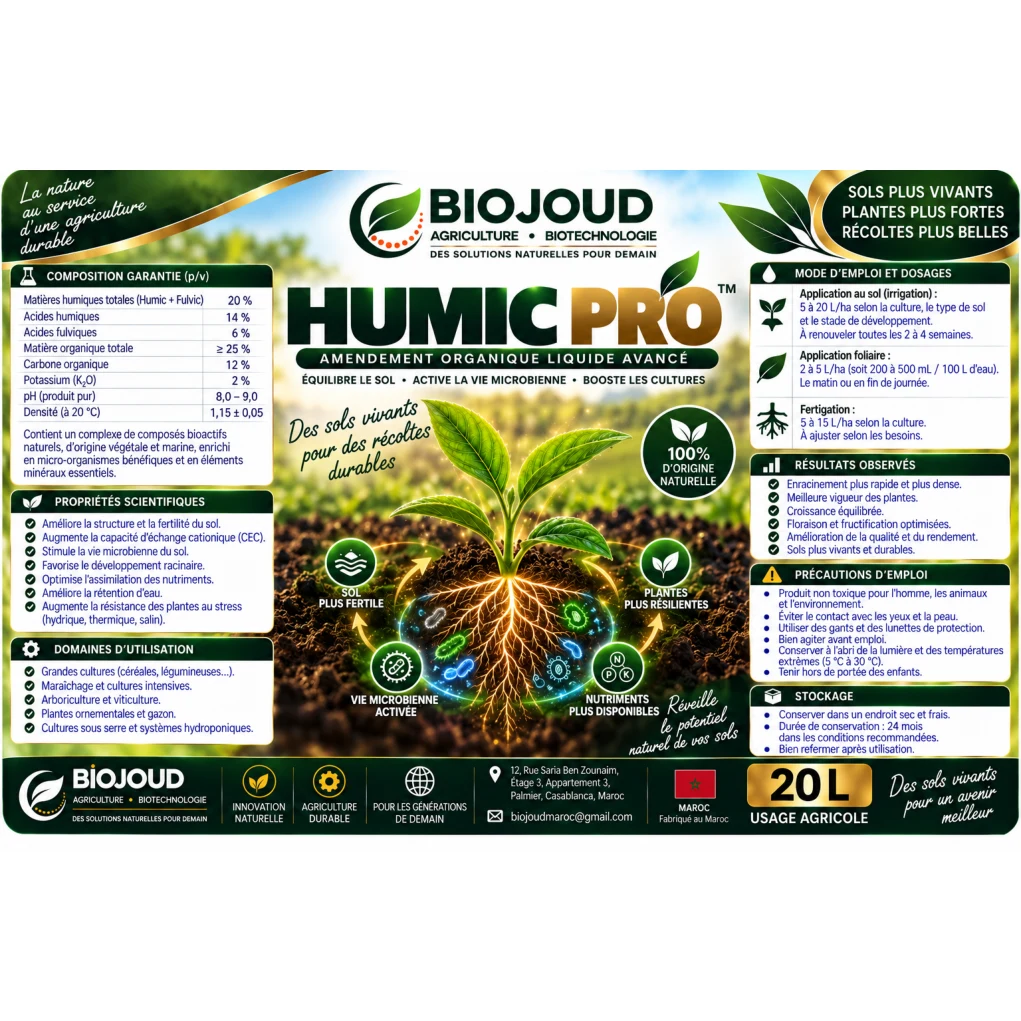 La nature
au service
d'une agriculture
durable
BIOJOUD
AGRICULTURE • BIOTECHNOLOGIE
DES SOLUTIONS NATURELLES POUR DEMAIN
SOLS PLUS VIVANTS
PLANTES PLUS FORTES
RÉCOLTES PLUS BELLES
HUMIC PRO™
AMENDEMENT ORGANIQUE LIQUIDE AVANCÉ
ÉQUILIBRE LE SOL • ACTIVE LA VIE MICROBIENNE • BOOSTE LES CULTURES
COMPOSITION GARANTIE (p/v)
Matières humiques totales (Humic + Fulvic) 20 %
Acides humiques 14 %
Acides fulviques 6 %
Matière organique totale ≥ 25 %
Carbone organique 12 %
Potassium (K₂O) 2 %
pH (produit pur) 8,0 – 9,0
Densité (à 20 °C) 1,15 ± 0,05
Contient un complexe de composés bioactifs
naturels, d'origine végétale et marine, enrichi
en micro-organismes bénéfiques et en éléments
minéraux essentiels.
PROPRIÉTÉS SCIENTIFIQUES
Améliore la structure et la fertilité du sol.
Augmente la capacité d'échange cationique (CEC).
Stimule la vie microbienne du sol.
Favorise le développement racinaire.
Optimise l'assimilation des nutriments.
Améliore la rétention d'eau.
Augmente la résistance des plantes au stress
(hydrique, thermique, salin).
DOMAINES D'UTILISATION
Grandes cultures (céréales, légumineuses...).
Maraîchage et cultures intensives.
Arboriculture et viticulture.
Plantes ornementales et gazon.
Cultures sous serre et systèmes hydroponiques.
Des sols vivants
pour des récoltes
durables
100%
D'ORIGINE
NATURELLE
SOL
PLUS FERTILE
PLANTES
PLUS RÉSILIENTES
VIE MICROBIENNE
ACTIVÉE
N
P K
NUTRIMENTS
PLUS DISPONIBLES
Réveille
le potentiel
naturel de vos sols
MODE D'EMPLOI ET DOSAGES
Application au sol (irrigation) :
5 à 20 L/ha selon la culture, le type de sol
et le stade de développement.
À renouveler toutes les 2 à 4 semaines.
Application foliaire :
2 à 5 L/ha (soit 200 à 500 mL / 100 L d'eau).
Le matin ou en fin de journée.
Fertigation :
5 à 15 L/ha selon la culture.
À ajuster selon les besoins.
RÉSULTATS OBSERVÉS
Enracinement plus rapide et plus dense.
Meilleure vigueur des plantes.
Croissance équilibrée.
Floraison et fructification optimisées.
Amélioration de la qualité et du rendement.
Sols plus vivants et durables.
PRÉCAUTIONS D'EMPLOI
• Produit non toxique pour l'homme, les animaux
et l'environnement.
• Éviter le contact avec les yeux et la peau.
• Utiliser des gants et des lunettes de protection.
• Bien agiter avant emploi.
• Conserver à l'abri de la lumière et des températures
extrêmes (5 °C à 30 °C).
• Tenir hors de portée des enfants.
STOCKAGE
• Conserver dans un endroit sec et frais.
• Durée de conservation : 24 mois
dans les conditions recommandées.
• Bien refermer après utilisation.
BIOJOUD
AGRICULTURE • BIOTECHNOLOGIE
DES SOLUTIONS NATURELLES POUR DEMAIN
INNOVATION
NATURELLE
AGRICULTURE
DURABLE
POUR LES GÉNÉRATIONS
DE DEMAIN
12, Rue Saria Ben Zounaim,
Étage 3, Appartement 3,
Palmier, Casablanca, Maroc
biojoudmaroc@gmail.com
MAROC
Fabriqué au Maroc
20 L
USAGE AGRICOLE
Des sols vivants
pour un avenir
meilleur